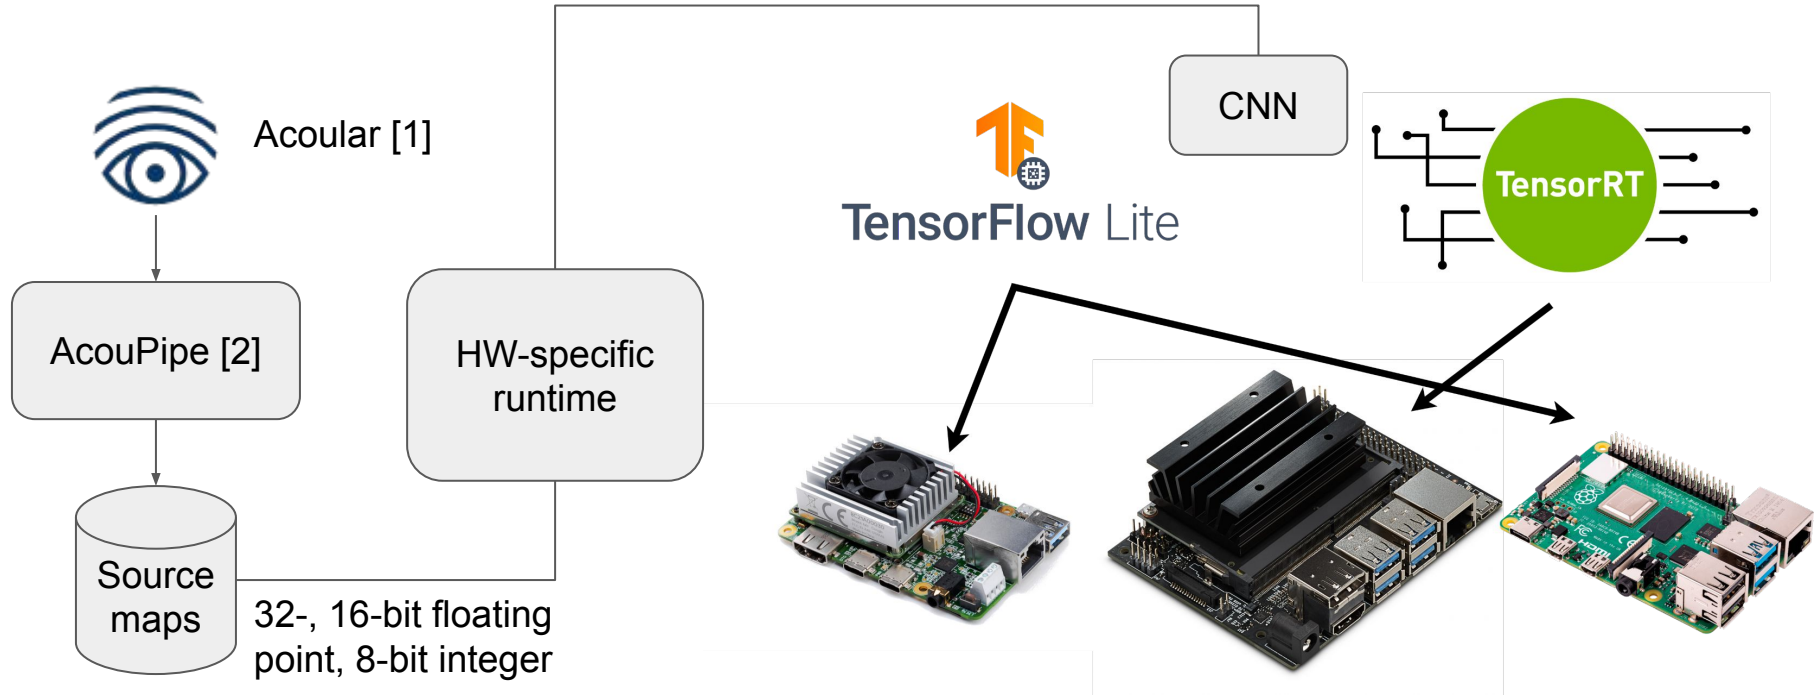 Acoular [1]
AcouPipe [2]
Source
maps
32-, 16-bit floating
point, 8-bit integer
HW-specific
runtime
CNN
TensorFlow Lite
TensorRT
HDMI